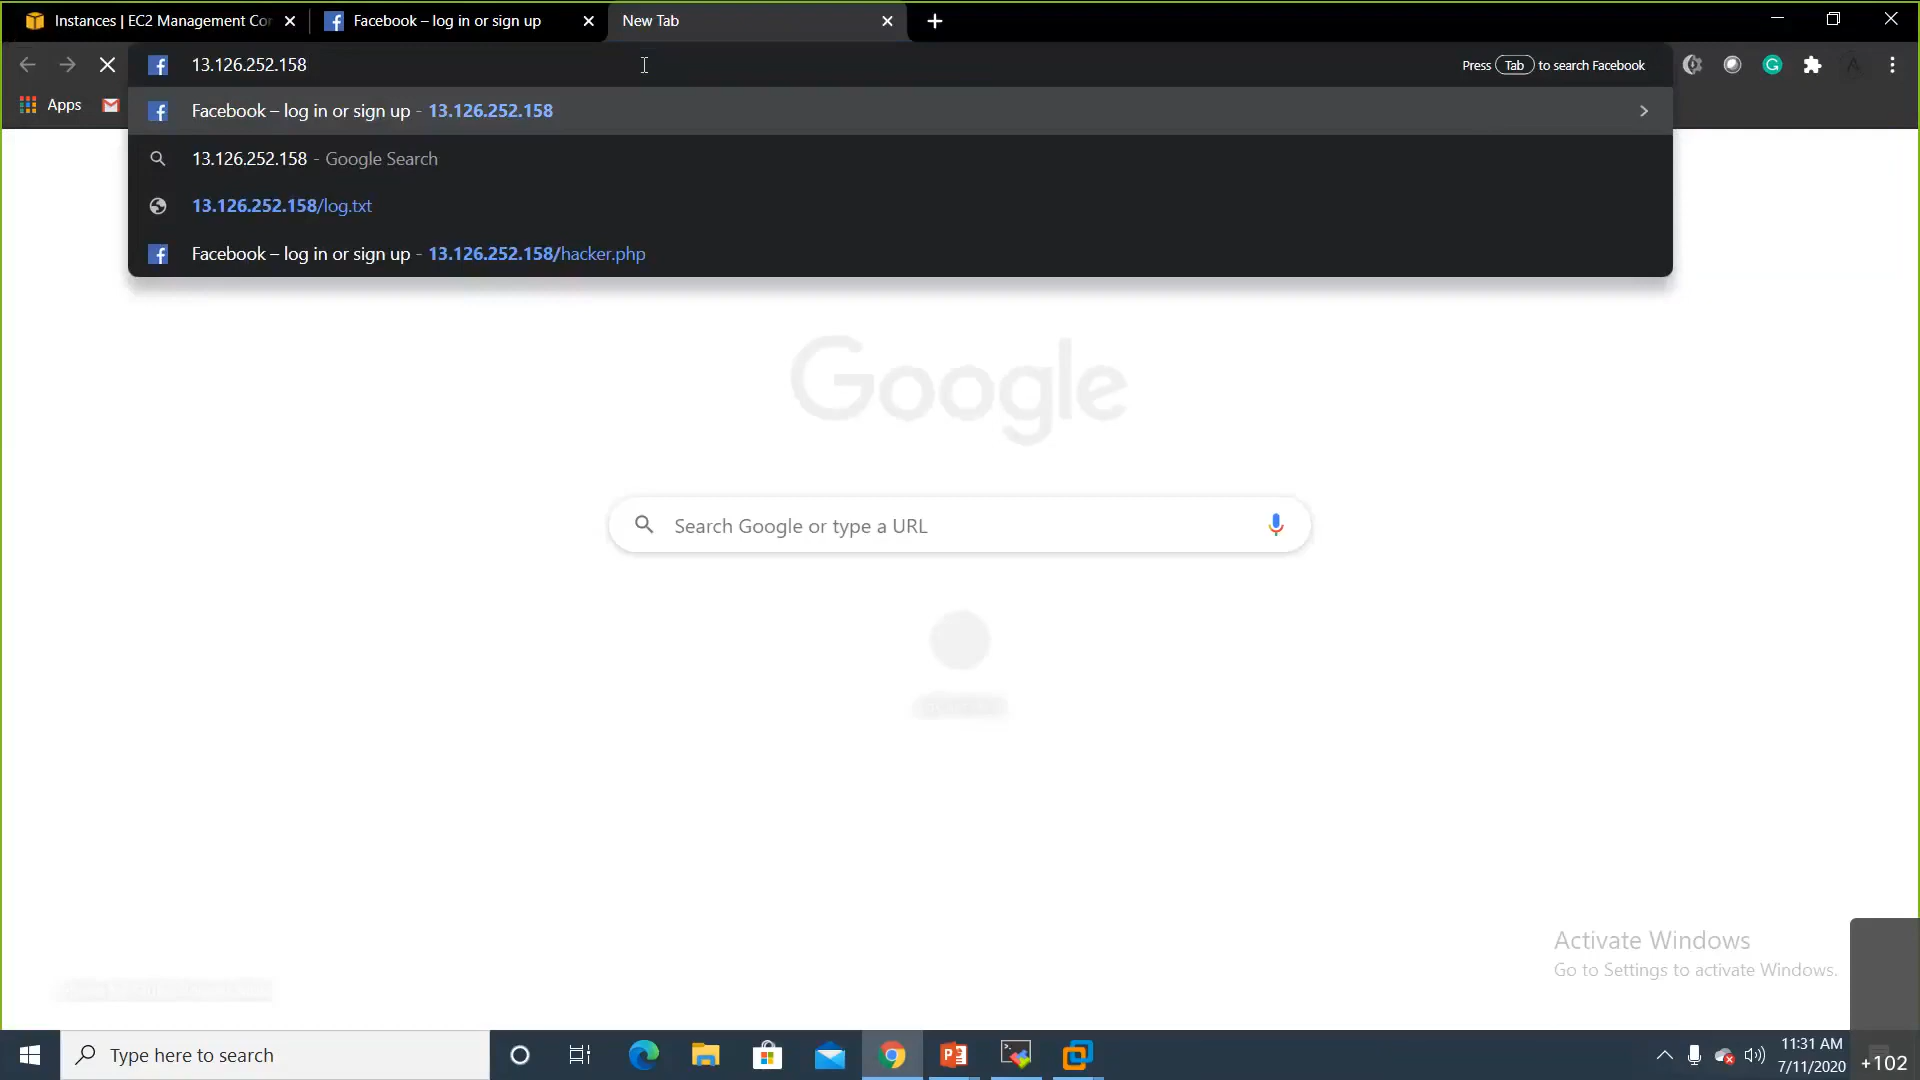 Instances | EC2 Management Co
Facebook – log in or sign up
New Tab
13.126.252.158
Press Tab to search Facebook
Apps
Facebook – log in or sign up - 13.126.252.158
13.126.252.158 - Google Search
13.126.252.158/log.txt
Facebook – log in or sign up - 13.126.252.158/hacker.php
Google
Search Google or type a URL
Activate Windows
Go to Settings to activate Windows.
Type here to search
11:31 AM
7/11/2020
+102